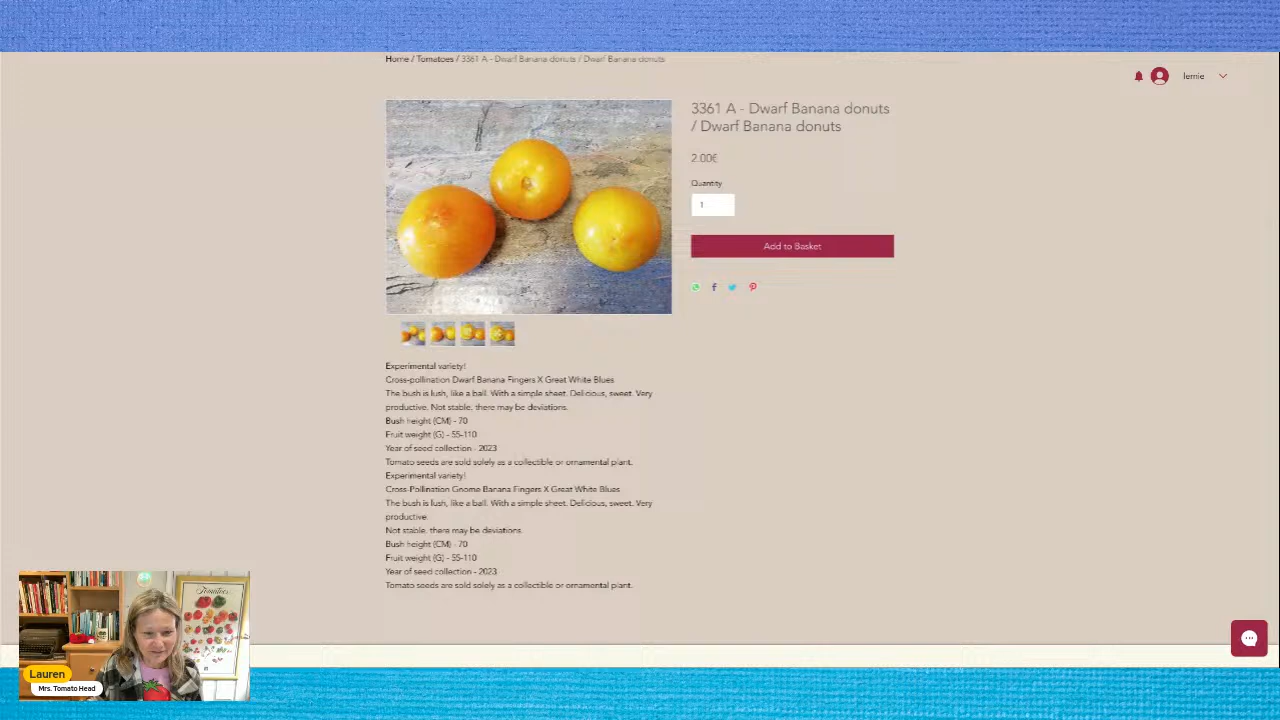 Home / Tomatoes / 3361 A - Dwarf Banana donuts / Dwarf Banana donuts
lernie
3361 A - Dwarf Banana donuts
/ Dwarf Banana donuts
2.00€
Quantity
1
Add to Basket
Experimental variety!
Cross-pollination Dwarf Banana Fingers X Great White Blues
The bush is lush, like a ball. With a simple sheet. Delicious, sweet. Very
productive. Not stable, there may be deviations.
Bush height (CM) - 70
Fruit weight (G) - 55-110
Year of seed collection - 2023
Tomato seeds are sold solely as a collectible or ornamental plant.
Experimental variety!
Cross-Pollination Gnome Banana Fingers X Great White Blues
The bush is lush, like a ball. With a simple sheet. Delicious, sweet. Very
productive.
Not stable, there may be deviations.
Bush height (CM) - 70
Fruit weight (G) - 55-110
Year of seed collection - 2023
Tomato seeds are sold solely as a collectible or ornamental plant.
Tomatoes
Lauren
Mrs. Tomato Head